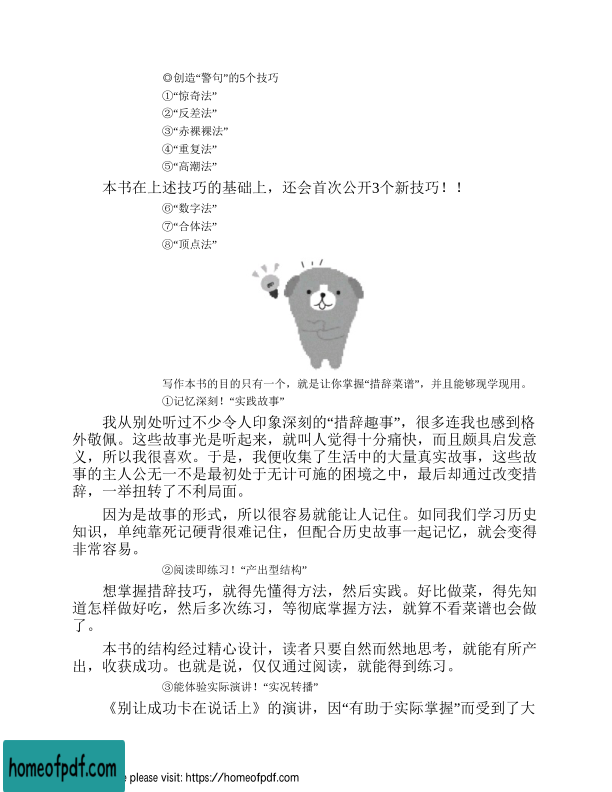 ◎创造“警句”的5个技巧
①“惊奇法”
②“反差法”
③“赤裸裸法”
④“重复法”
⑤“高潮法”
本书在上述技巧的基础上，还会首次公开3个新技巧！！
⑥“数字法”
⑦“合体法”
⑧“顶点法”
写作本书的目的只有一个，就是让你掌握“措辞菜谱”，并且能够现学现用。
①记忆深刻！“实践故事”
我从别处听过不少令人印象深刻的“措辞趣事”，很多连我也感到格
外敬佩。这些故事光是听起来，就叫人觉得十分痛快，而且颇具启发意
义，所以我很喜欢。于是，我便收集了生活中的大量真实故事，这些故
事的主人公无一不是最初处于无计可施的困境之中，最后却通过改变措
辞，一举扭转了不利局面。
因为是故事的形式，所以很容易就能让人记住。如同我们学习历史
知识，单纯靠死记硬背很难记住，但配合历史故事一起记忆，就会变得
非常容易。
②阅读即练习！“产出型结构”
想掌握措辞技巧，就得先懂得方法，然后实践。好比做菜，得先知
道怎样做好吃，然后多次练习，等彻底掌握方法，就算不看菜谱也会做
了。
本书的结构经过精心设计，读者只要自然而然地思考，就能有所产
出，收获成功。也就是说，仅仅通过阅读，就能得到练习。
③能体验实际演讲！“实况转播”
《别让成功卡在说话上》的演讲，因“有助于实际掌握”而受到了大
homeofpdf.com
e please visit: https://homeofpdf.com